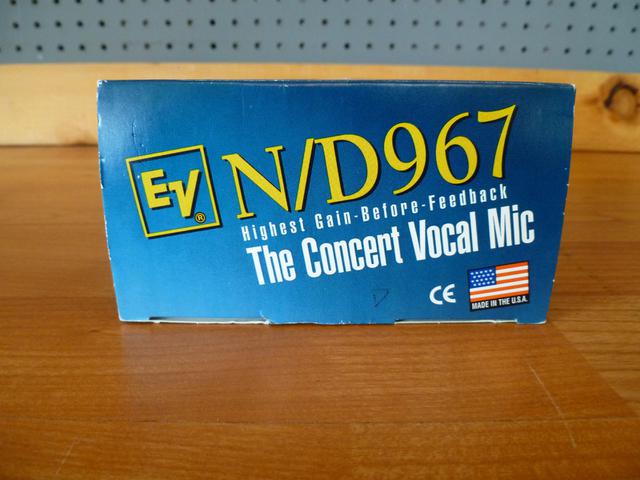 EV®
N/D967
Highest Gain-Before-Feedback
The Concert Vocal Mic
CE
MADE IN THE U.S.A.